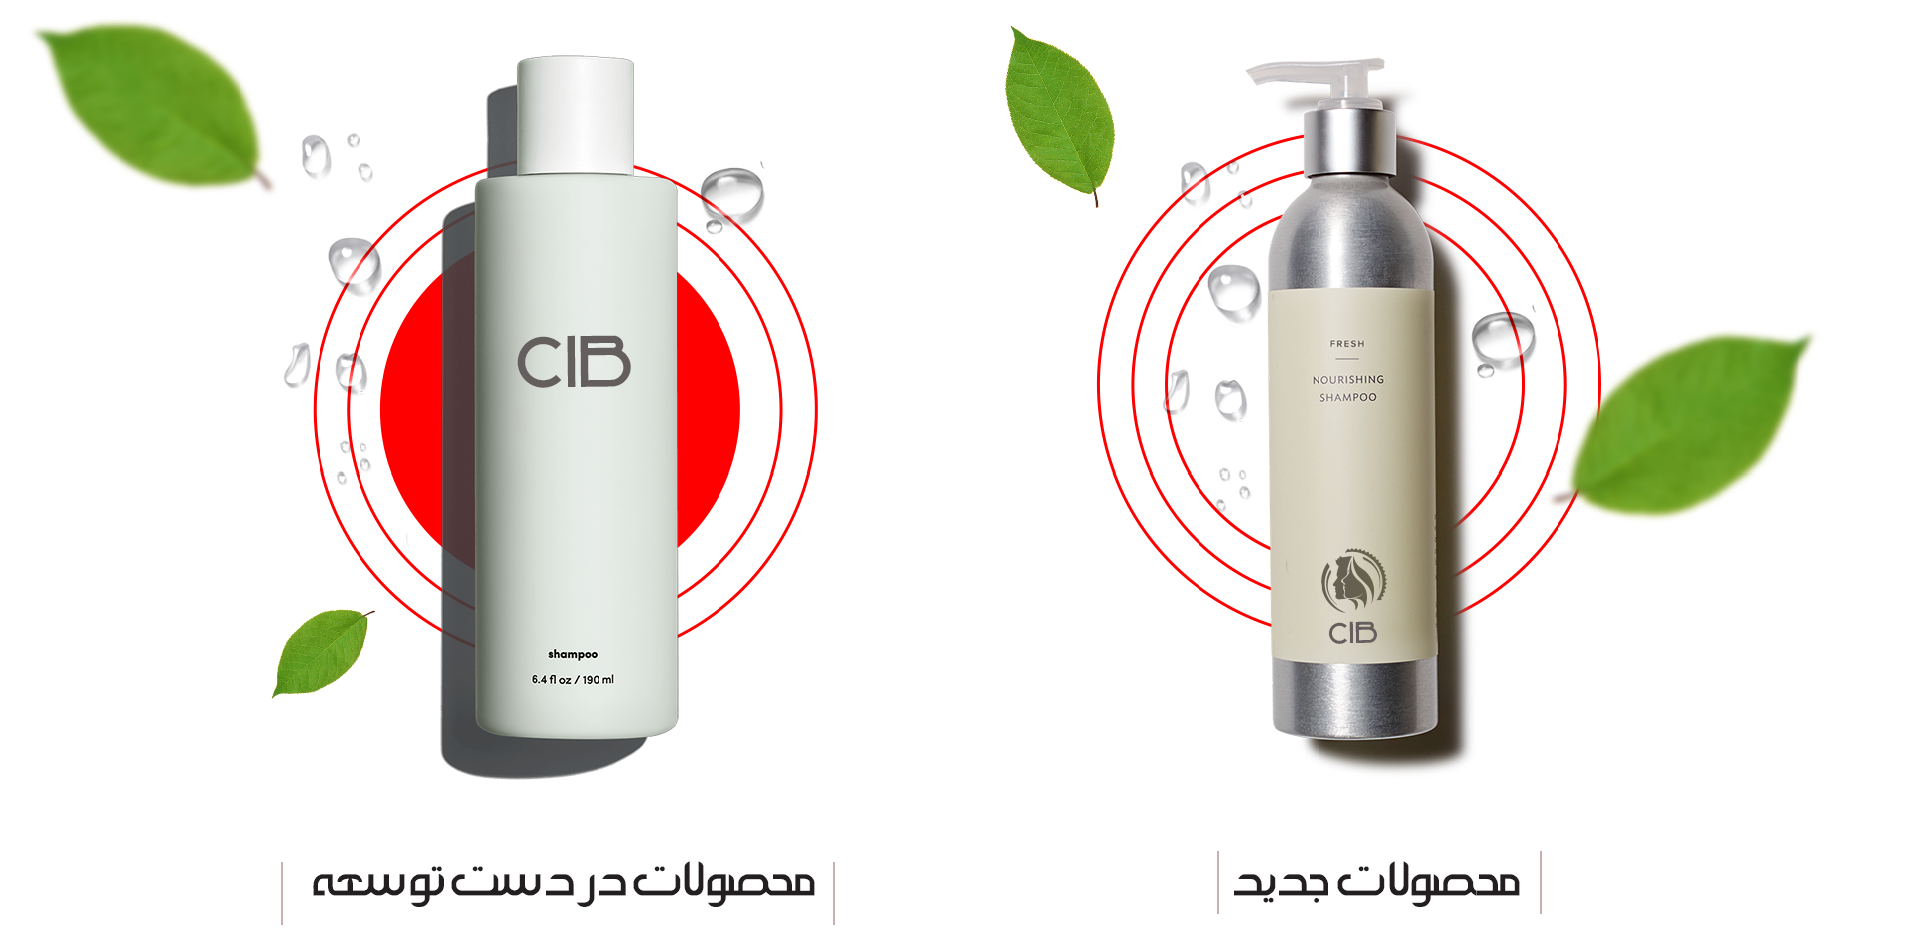 CIB
shampoo
6.4 fl oz / 190 ml
محصولات در دست توسعه
FRESH
NOURISHING
SHAMPOO
CIB
محصولات جدید